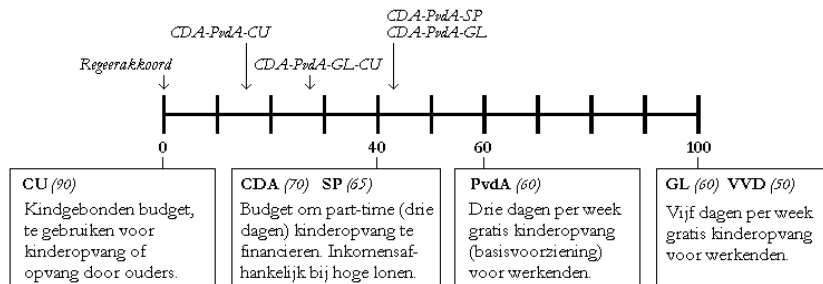 CDA-PvdA-SP
CDA-PvdA-CU CDA-PvdA-GL
Regeerakkoord CDA-PvdA-GL-CU
0 40 60 100
CU (90)
Kindgebonden budget,
te gebruiken voor
kinderopvang of
opvang door ouders.
CDA (70) SP (65)
Budget om part-time (drie
dagen) kinderopvang te
financieren. Inkomensaf-
hankelijk bij hoge lonen.
PvdA (60)
Drie dagen per week
gratis kinderopvang
(basisvoorziening)
voor werkenden.
GL (60) VVD (50)
Vijf dagen per week
gratis kinderopvang
voor werkenden.